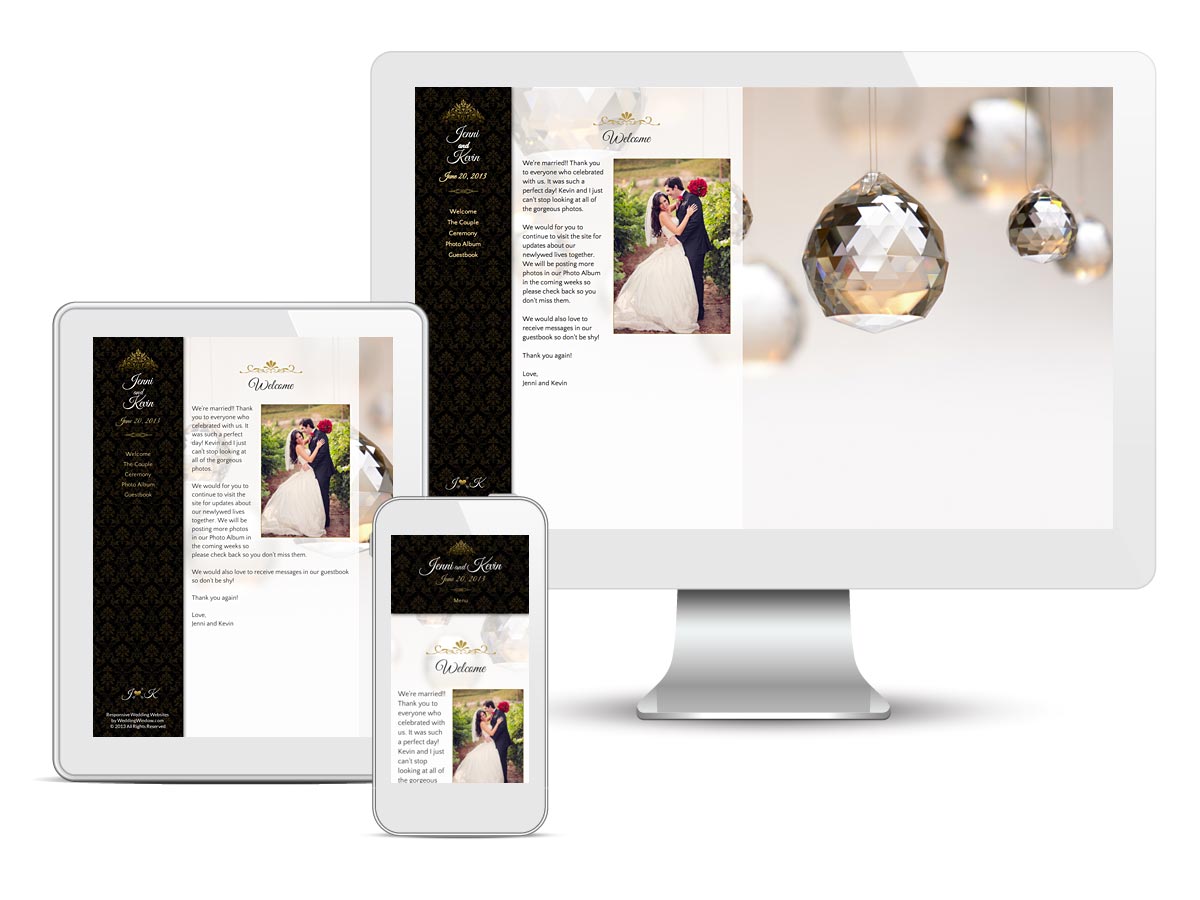 Jenni
and
Kevin
June 20, 2013
Welcome
The Couple
Ceremony
Photo Album
Guestbook
J K
Welcome
We're married!! Thank you
to everyone who celebrated
with us. It was such a
perfect day! Kevin and I just
can't stop looking at all of
the gorgeous photos.
We would for you to
continue to visit the site for
updates about our
newlywed lives together.
We will be posting more
photos in our Photo Album
in the coming weeks so
please check back so you
don't miss them.
We would also love to
receive messages in our
guestbook so don't be shy!
Thank you again!
Love,
Jenni and Kevin
Jenni
and
Kevin
June 20, 2013
Welcome
The Couple
Ceremony
Photo Album
Guestbook
J K
Responsive Wedding Websites
by WeddingWindow.com
© 2013 All Rights Reserved
Welcome
We're married!! Thank
you to everyone who
celebrated with us. It
was such a perfect
day! Kevin and I just
can't stop looking at
all of the gorgeous
photos.
We would for you to
continue to visit the
site for updates about
our newlywed lives
together. We will be
posting more photos
in our Photo Album in
the coming weeks so
please check back so you don't miss them.
We would also love to receive messages in our guestbook
so don't be shy!
Thank you again!
Love,
Jenni and Kevin
Jenni and Kevin
June 20, 2013
Menu
Welcome
We're married!!
Thank you to
everyone who
celebrated with
us. It was such
a perfect day!
Kevin and I just
can't stop
looking at all of
the gorgeous